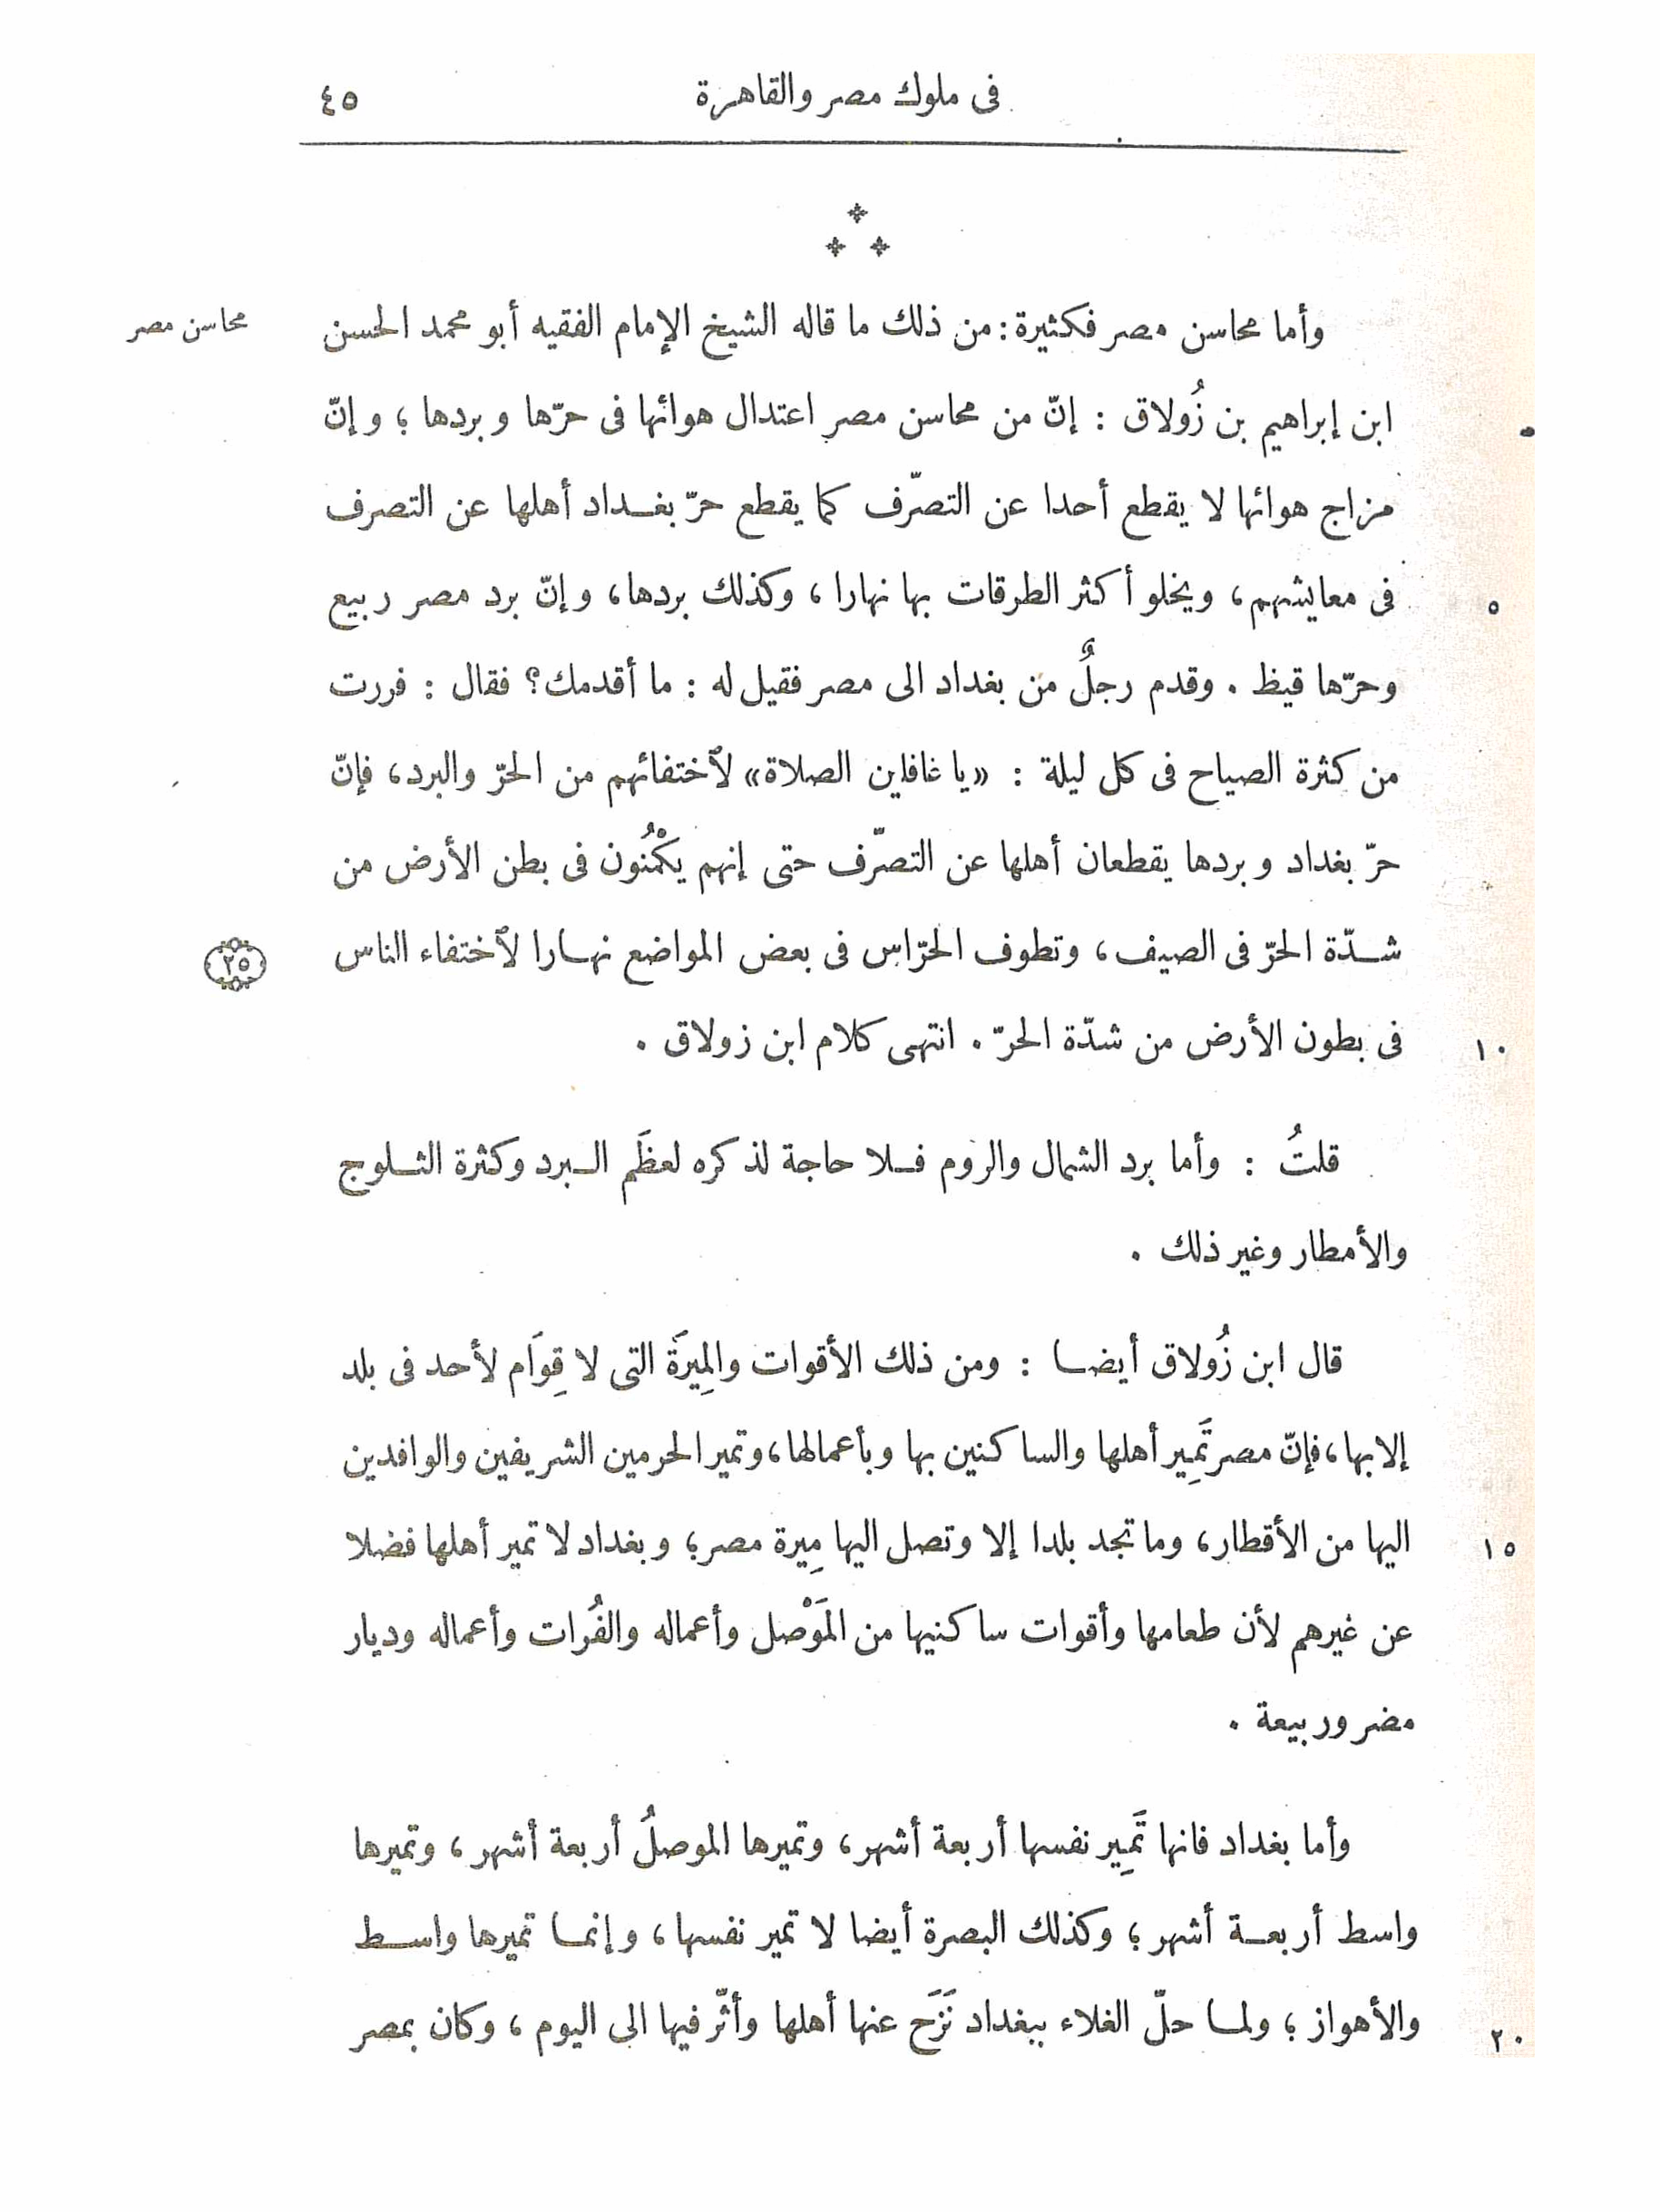 فى ملوك مصر والقاهرة ٤٥
وأما محاسن مصر فكثيرة: من ذلك ما قاله الشيخ الإمام الفقيه أبو محمد الحسن
محاسن مصر
ابن إبراهيم بن زُولاق : إنّ من محاسن مصر اعتدال هوائها فى حرّها وبردها ؛ وإنّ
مزاج هوائها لا يقطع أحدا عن التصرّف كما يقطع حرّ بغداد أهلها عن التصرف
٥ فى معايشهم، ويخلو أكثر الطرقات بها نهارا، وكذلك بردها، وإنّ برد مصر ربيع
وحرّها قيظ . وقدم رجلٌ من بغداد الى مصر فقيل له : ما أقدمك؟ فقال : فررت
من كثرة الصياح فى كل ليلة : «يا غافلين الصلاة» لٱختفائهم من الحرّ والبرد، فإنّ
حرّ بغداد وبردها يقطعان أهلها عن التصرّف حتى إنهم يَكْمُنُون فى بطن الأرض من
شدّة الحرّ فى الصيف، وتطوف الحرّاس فى بعض المواضع نهارا لٱختفاء الناس
٢٥
١٠ فى بطون الأرض من شدّة الحرّ . انتهى كلام ابن زولاق .
قلتُ : وأما برد الشمال والروم فلا حاجة لذكره لعظَم البرد وكثرة الثلوج
والأمطار وغير ذلك .
قال ابن زُولاق أيضا : ومن ذلك الأقوات والمِيرَة التى لا قِوَام لأحد فى بلد
إلا بها، فإنّ مصر تَمِير أهلها والساكنين بها وبأعمالها، وتمير الحرمين الشريفين والوافدين
١٥ اليها من الأقطار، وما تجد بلدا إلا وتصل اليها مِيرة مصر؛ وبغداد لا تمير أهلها فضلا
عن غيرهم لأن طعامها وأقوات ساكنيها من المَوْصل وأعماله والفُرات وأعماله وديار
مضر وربيعة .
وأما بغداد فانها تَمِير نفسها أربعة أشهر، وتميرها الموصلُ أربعة أشهر، وتميرها
واسط أربعة أشهر؛ وكذلك البصرة أيضا لا تمير نفسها، وإنما تميرها واسط
٢٠ والأهواز؛ ولما حلّ الغلاء ببغداد نَزَح عنها أهلها وأثّر فيها الى اليوم، وكان بمصر